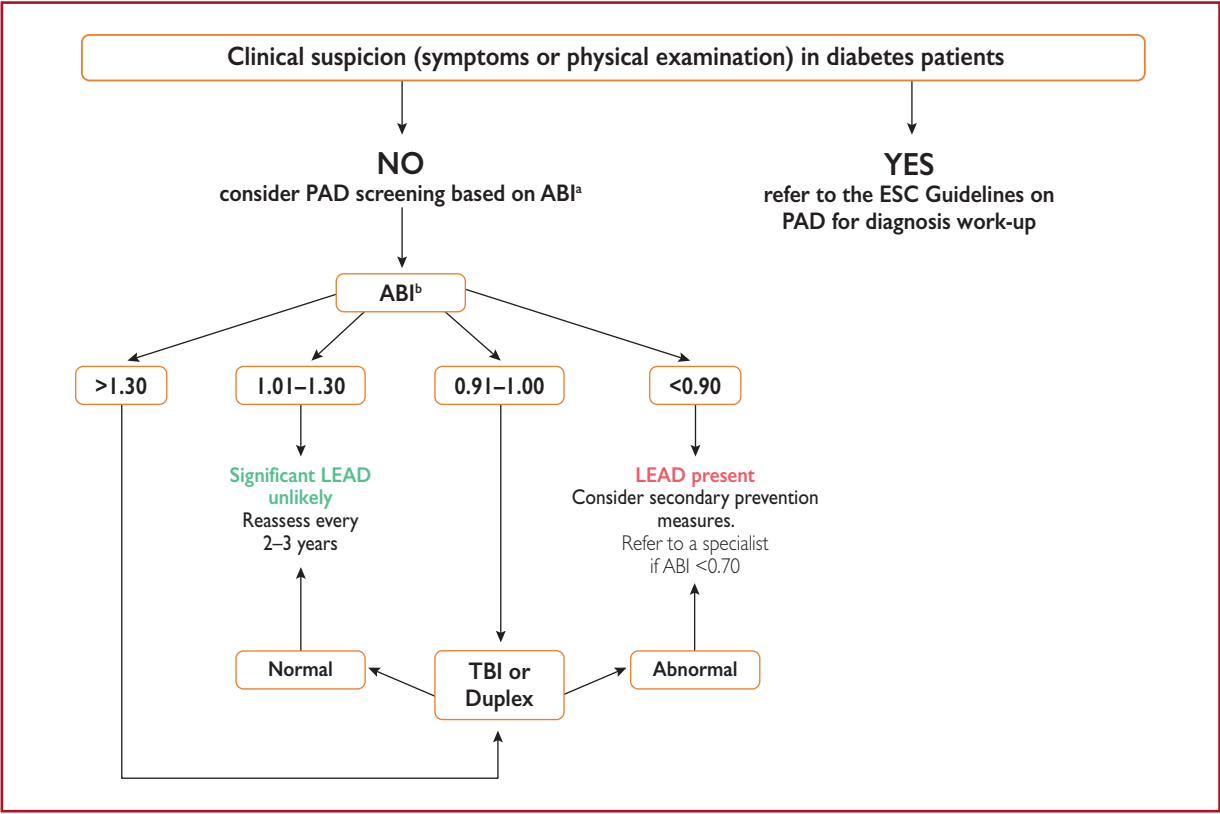 Clinical suspicion (symptoms or physical examination) in diabetes patients
NO
consider PAD screening based on ABIᵃ
YES
refer to the ESC Guidelines on
PAD for diagnosis work-up
ABIᵇ
>1.30
1.01–1.30
0.91–1.00
<0.90
Significant LEAD
unlikely
Reassess every
2–3 years
LEAD present
Consider secondary prevention
measures.
Refer to a specialist
if ABI <0.70
Normal
TBI or
Duplex
Abnormal